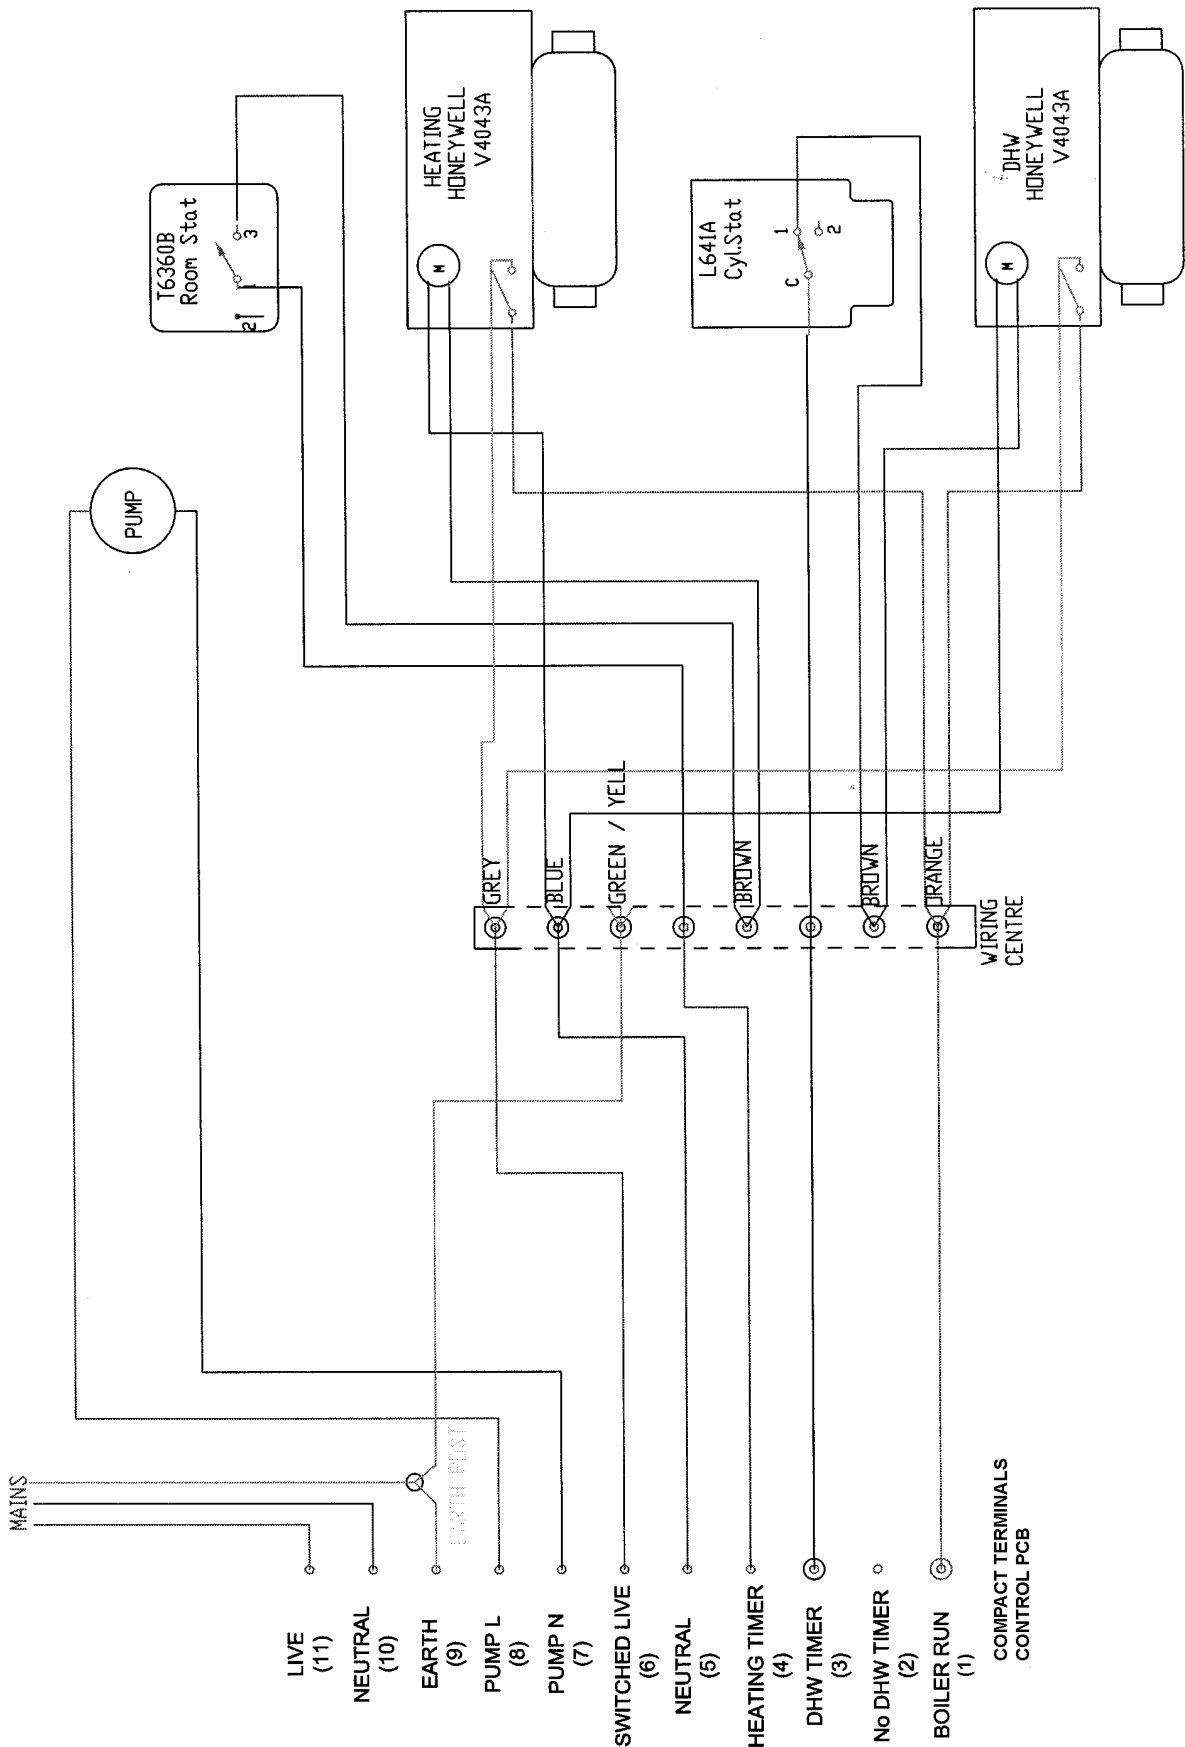 MAINS
PUMP
T6360B
Room Stat
2
1
3
HEATING
HONEYWELL
V4043A
M
L641A
Cyl.Stat
C
1
2
DHW
HONEYWELL
V4043A
M
GREY
BLUE
GREEN / YELL
BROWN
BROWN
ORANGE
WIRING
CENTRE
EARTH POST
LIVE
(11)
NEUTRAL
(10)
EARTH
(9)
PUMP L
(8)
PUMP N
(7)
SWITCHED LIVE
(6)
NEUTRAL
(5)
HEATING TIMER
(4)
DHW TIMER
(3)
No DHW TIMER
(2)
BOILER RUN
(1)
COMPACT TERMINALS
CONTROL PCB